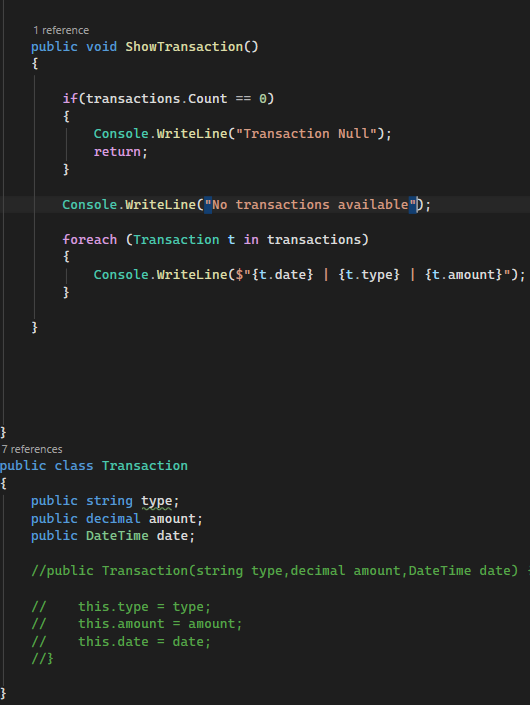 1 reference
public void ShowTransaction()
{
if(transactions.Count == 0)
{
Console.WriteLine("Transaction Null");
return;
}
Console.WriteLine("No transactions available");
foreach (Transaction t in transactions)
{
Console.WriteLine($"{t.date} | {t.type} | {t.amount}");
}
}
}
7 references
public class Transaction
{
public string type;
public decimal amount;
public DateTime date;
//public Transaction(string type,decimal amount,DateTime date)
// this.type = type;
// this.amount = amount;
// this.date = date;
//}
}